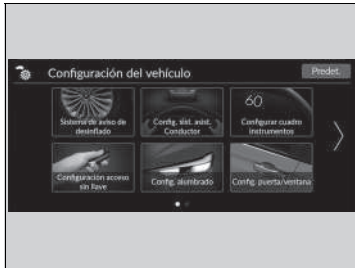 Configuración del vehículo
Predet.
Sistema de aviso de
desinflado
Config. sist. asist.
Conductor
60
Configurar cuadro
instrumentos
Configuración acceso
sin llave
Config. alumbrado
Config. puerta/ventana